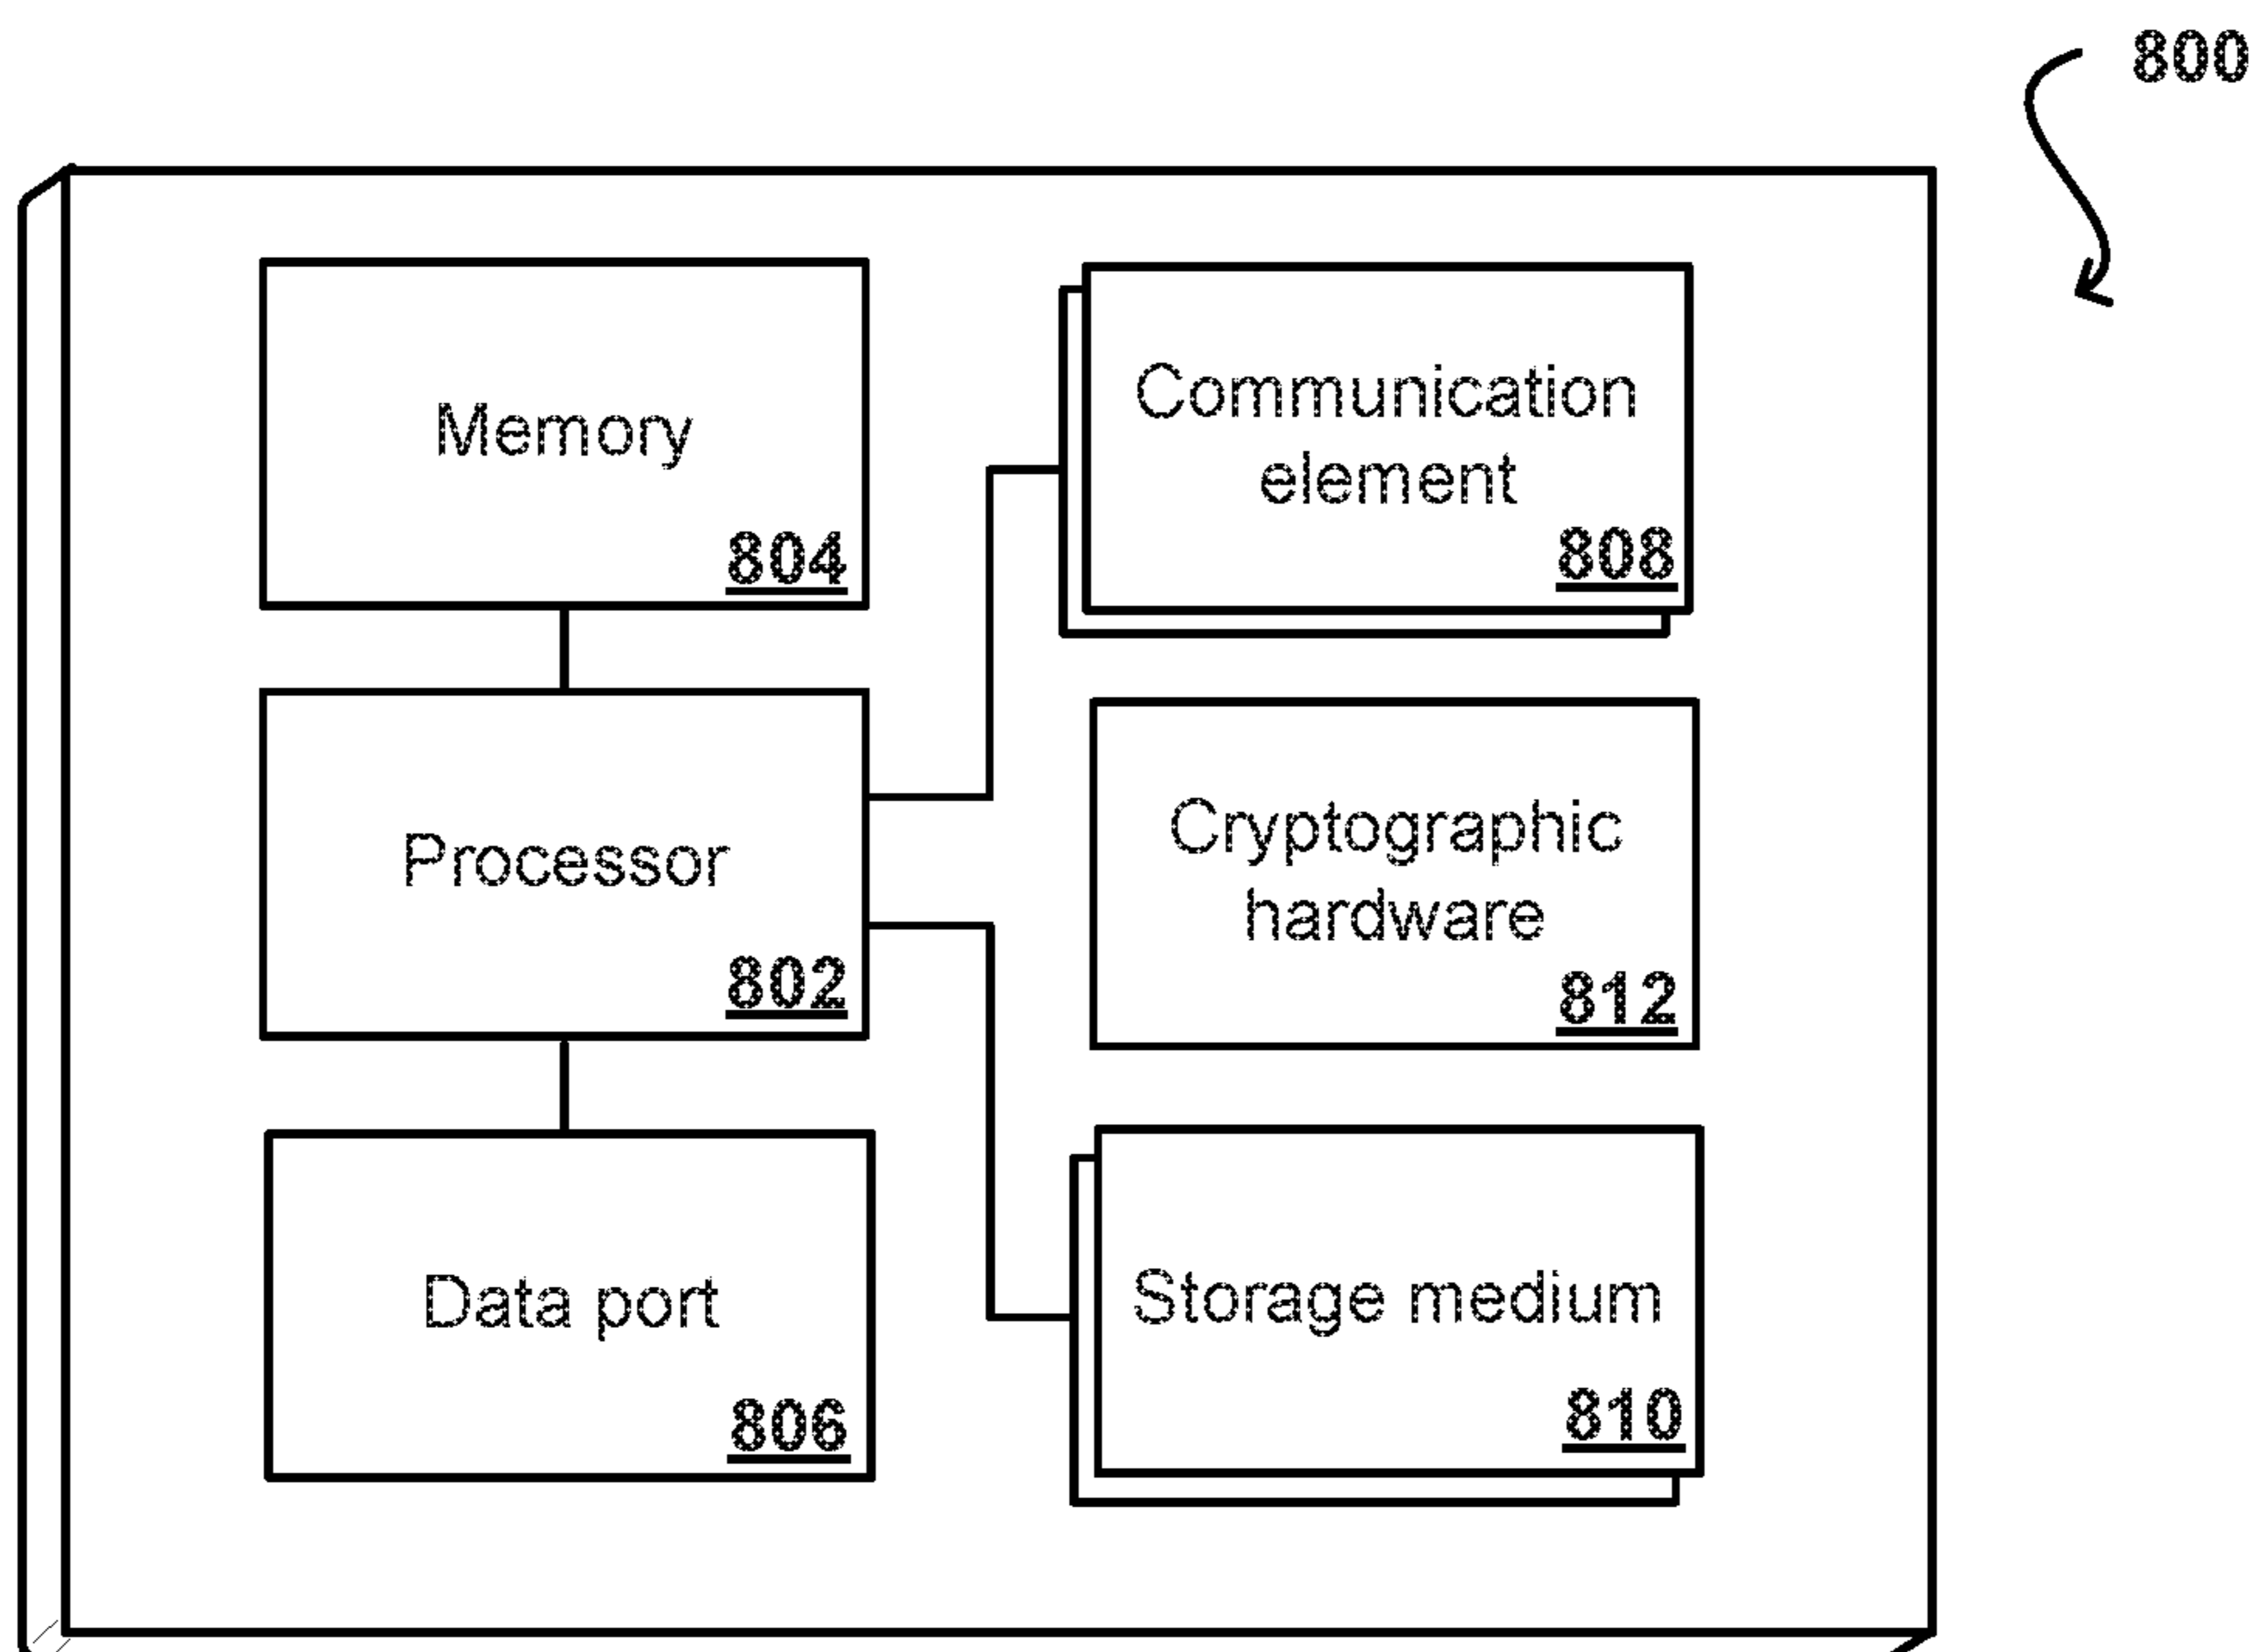 800
Memory
804
Communication
element
808
Processor
802
Cryptographic
hardware
812
Data port
806
Storage medium
810